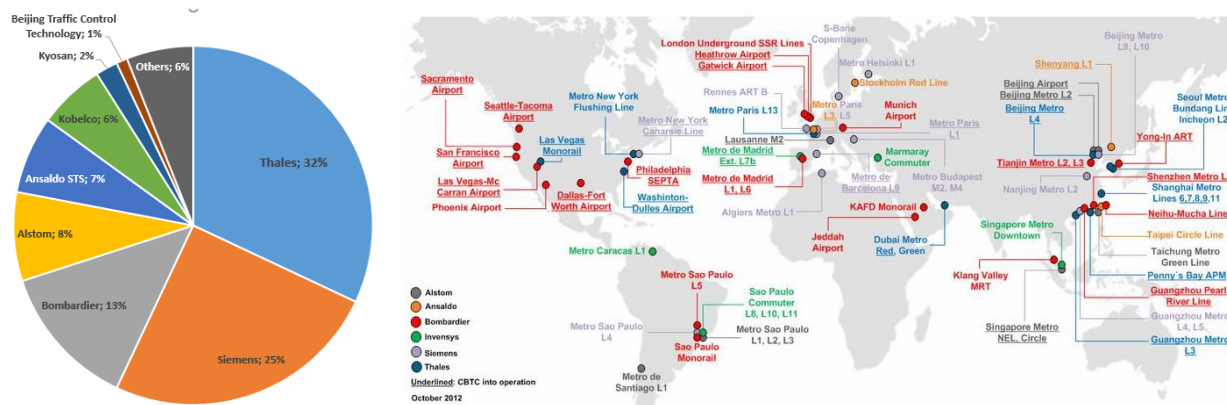 Beijing Traffic Control
Technology; 1%
Kyosan; 2%
Others; 6%
Kobelco; 6%
Ansaldo STS; 7%
Alstom; 8%
Bombardier; 13%
Siemens; 25%
Thales; 32%
Sacramento
Airport
Seattle-Tacoma
Airport
San Francisco
Airport
Las Vegas
Monorail
Las Vegas-Mc
Carran Airport
Phoenix Airport
Dallas-Fort
Worth Airport
Metro New York
Flushing Line
Metro New York
Canarsie Line
Philadelphia
SEPTA
Washinton-
Dulles Airport
London Underground SSR Lines
Heathrow Airport
Gatwick Airport
S-Bane
Copenhagen
Metro Helsinki L1
Stockholm Red Line
Rennes ART B
Metro Paris L13
Metro Paris
L3, L5
Munich
Airport
Metro Paris
L1
Lausanne M2
Metro de Madrid
Ext. L7b
Metro de Madrid
L1, L6
Metro de
Barcelona L9
Marmaray
Commuter
Metro Budapest
M2, M4
Algiers Metro L1
KAFD Monorail
Jeddah
Airport
Dubai Metro
Red, Green
Beijing Metro
L8, L10
Shenyang L1
Beijing Airport
Beijing Metro L2
Beijing Metro
L4
Seoul Metro
Bundang Lin
Incheon L2
Yong-In ART
Tianjin Metro L2, L3
Nanjing Metro L2
Shenzhen Metro L
Shanghai Metro
Lines 6,7,8,9,11
Neihu-Mucha Line
Taipei Circle Line
Taichung Metro
Green Line
Penny´s Bay APM
Guangzhou Pearl
River Line
Guangzhou Metro
L4, L5
Guangzhou Metro
L3
Singapore Metro
Downtown
Klang Valley
MRT
Singapore Metro
NEL, Circle
Metro Caracas L1
Metro Sao Paulo
L5
Sao Paulo
Commuter
L8, L10, L11
Metro Sao Paulo
L4
Metro Sao Paulo
L1, L2, L3
Sao Paulo
Monorail
Metro de
Santiago L1
Alstom
Ansaldo
Bombardier
Invensys
Siemens
Thales
Underlined: CBTC into operation
October 2012